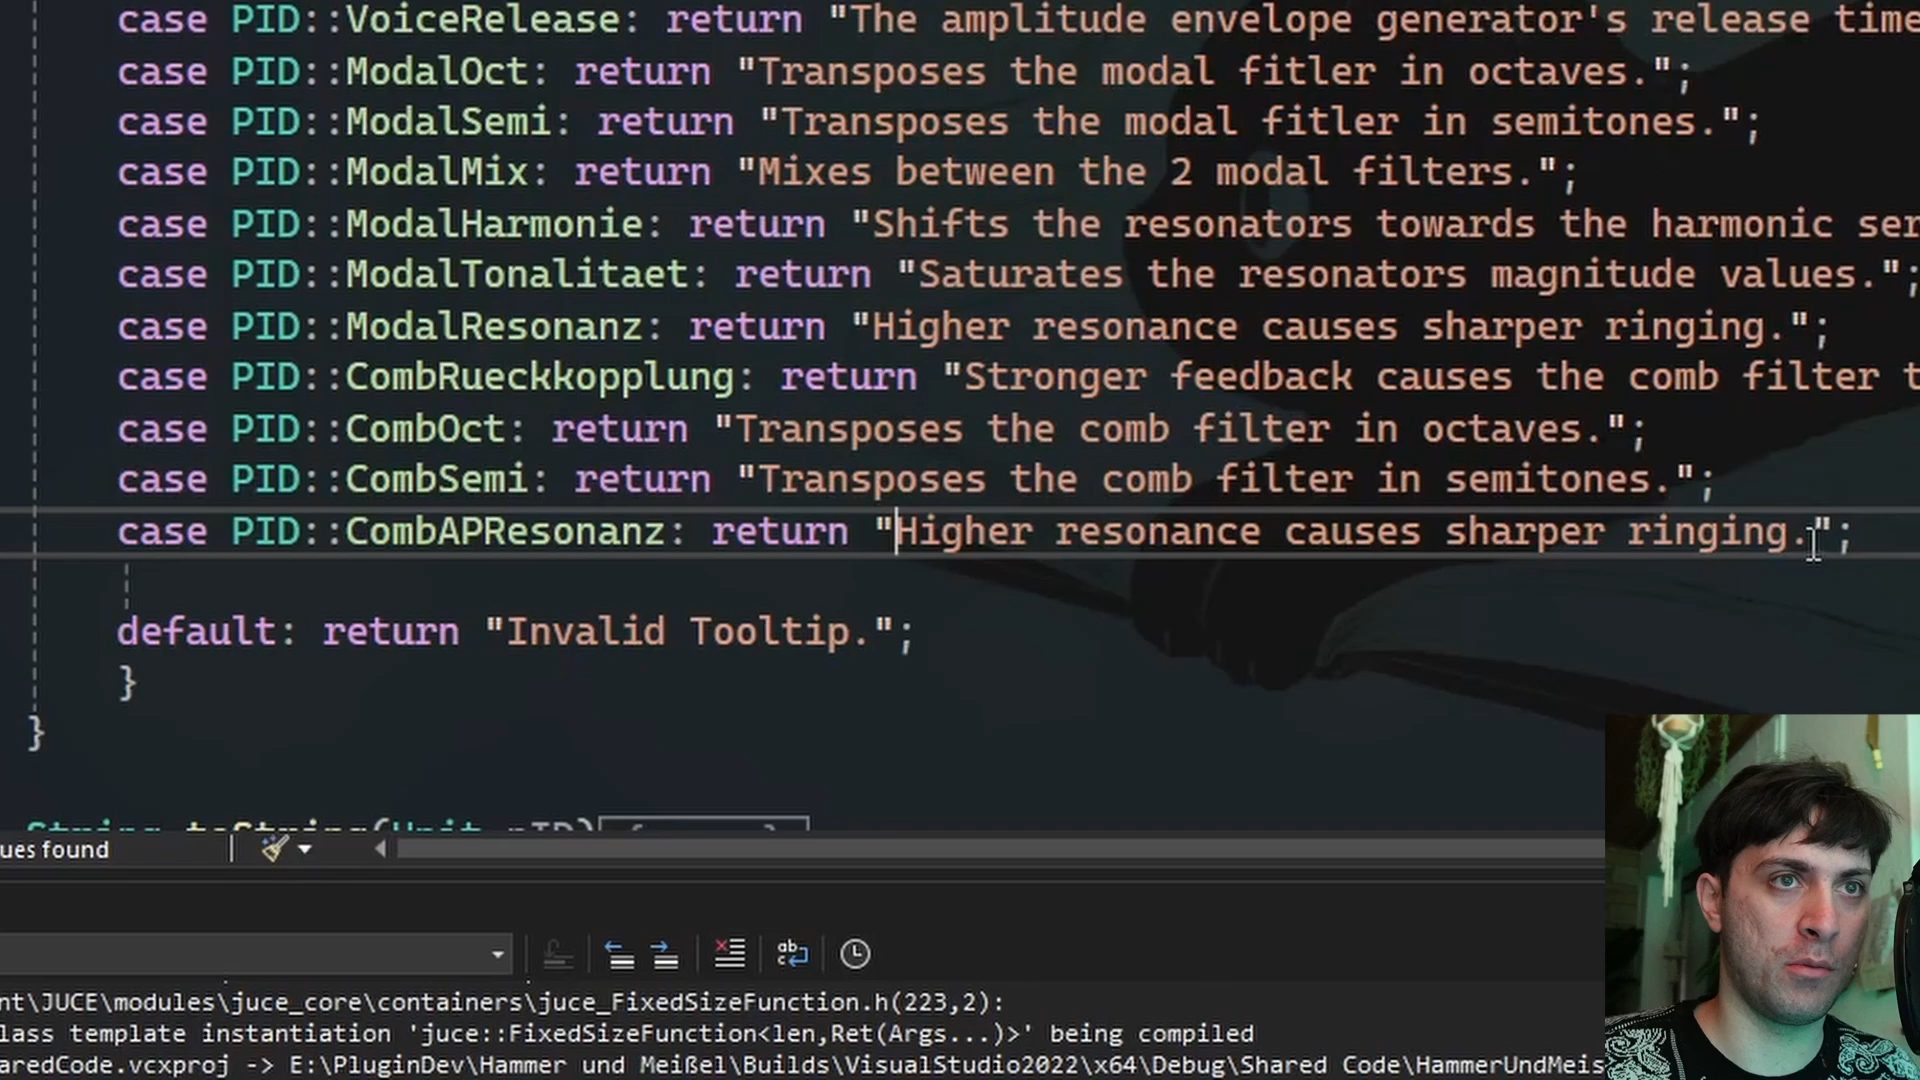 case PID::VoiceRelease: return "The amplitude envelope generator's release time
case PID::ModalOct: return "Transposes the modal fitler in octaves.";
case PID::ModalSemi: return "Transposes the modal fitler in semitones.";
case PID::ModalMix: return "Mixes between the 2 modal filters.";
case PID::ModalHarmonie: return "Shifts the resonators towards the harmonic ser
case PID::ModalTonalitaet: return "Saturates the resonators magnitude values.";
case PID::ModalResonanz: return "Higher resonance causes sharper ringing.";
case PID::CombRueckkopplung: return "Stronger feedback causes the comb filter t
case PID::CombOct: return "Transposes the comb filter in octaves.";
case PID::CombSemi: return "Transposes the comb filter in semitones.";
case PID::CombAPResonanz: return "Higher resonance causes sharper ringing.";
default: return "Invalid Tooltip.";
}
}
String toString(Unit pID)
ues found
nt\JUCE\modules\juce_core\containers\juce_FixedSizeFunction.h(223,2):
lass template instantiation 'juce::FixedSizeFunction<len,Ret(Args...)>' being compiled
aredCode.vcxproj -> E:\PluginDev\Hammer und Meißel\Builds\VisualStudio2022\x64\Debug\Shared Code\HammerUndMeis